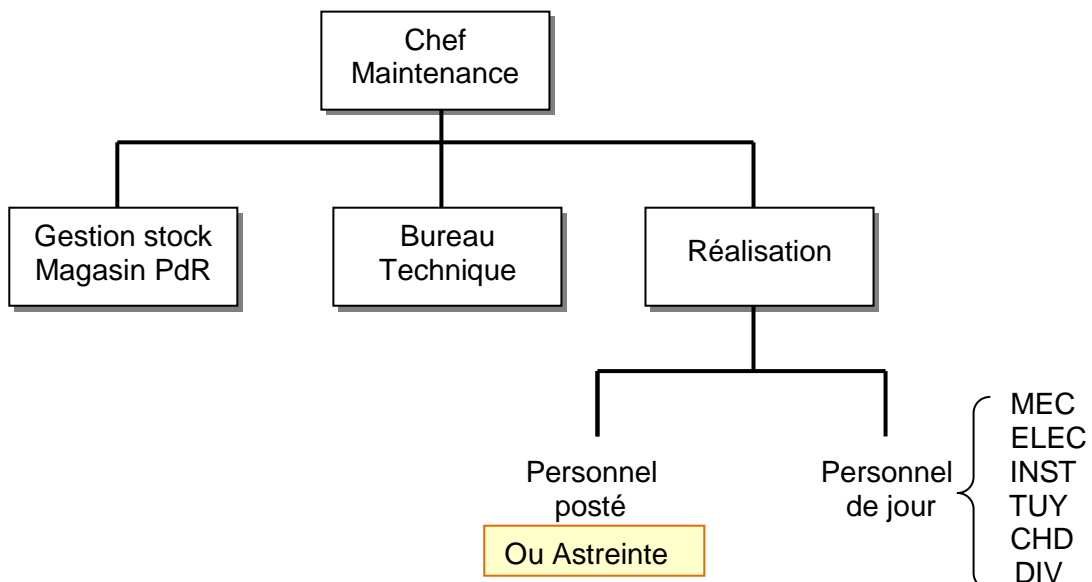 Chef
Maintenance
Gestion stock
Magasin PdR
Bureau
Technique
Réalisation
Personnel
posté
Ou Astreinte
Personnel
de jour
MEC
ELEC
INST
TUY
CHD
DIV